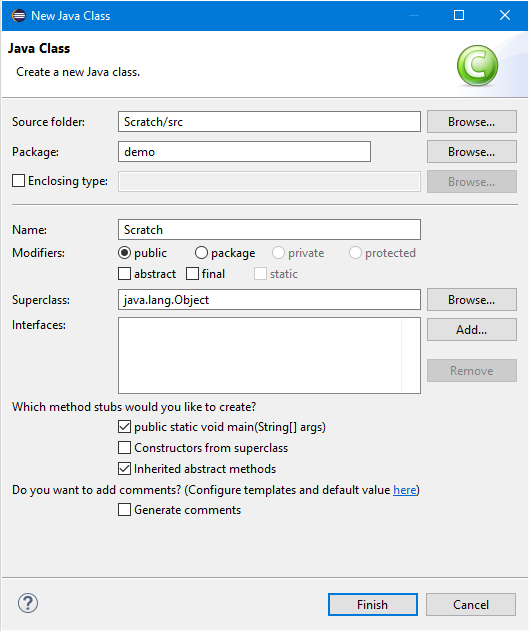 New Java Class
Java Class
Create a new Java class.
C
Source folder: Scratch/src Browse...
Package: demo Browse...
Enclosing type: Browse...
Name: Scratch
Modifiers: public package private protected
abstract final static
Superclass: java.lang.Object Browse...
Interfaces: Add...
Remove
Which method stubs would you like to create?
public static void main(String[] args)
Constructors from superclass
Inherited abstract methods
Do you want to add comments? (Configure templates and default value here)
Generate comments
? Finish Cancel